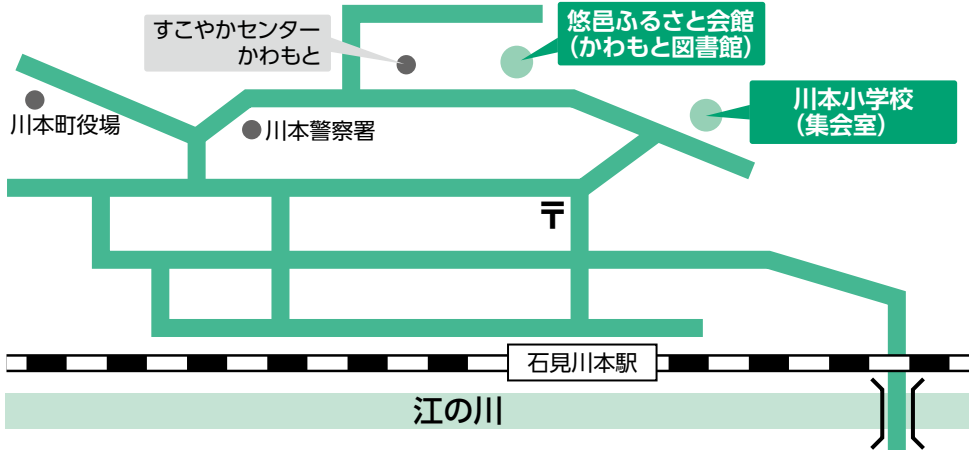 すこやかセンター
かわもと
悠邑ふるさと会館
(かわもと図書館)
川本小学校
(集会室)
川本町役場
川本警察署
〒
石見川本駅
江の川